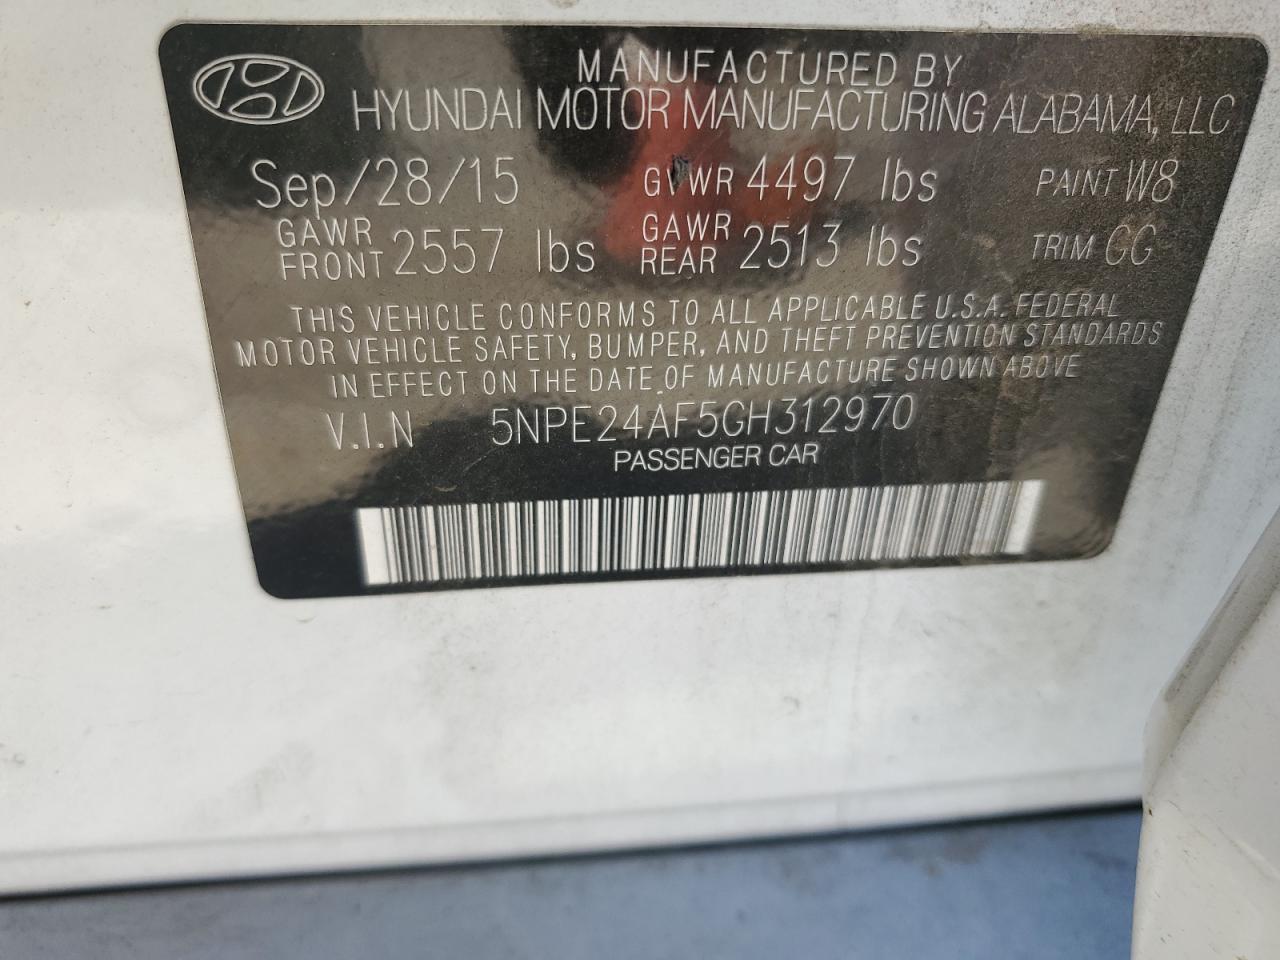 MANUFACTURED BY
HYUNDAI MOTOR MANUFACTURING ALABAMA, LLC
Sep/28/15 GVWR 4497 lbs PAINT W8
GAWR FRONT 2557 lbs GAWR REAR 2513 lbs TRIM GG
THIS VEHICLE CONFORMS TO ALL APPLICABLE U.S.A. FEDERAL
MOTOR VEHICLE SAFETY, BUMPER, AND THEFT PREVENTION STANDARDS
IN EFFECT ON THE DATE OF MANUFACTURE SHOWN ABOVE
V.I.N 5NPE24AF5GH312970
PASSENGER CAR